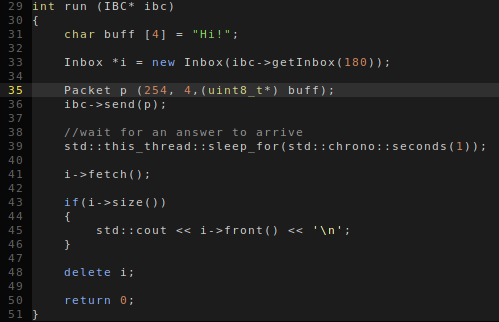 29 int run (IBC* ibc)
30 {
31     char buff [4] = "Hi!";
32
33     Inbox *i = new Inbox(ibc->getInbox(180));
34
35     Packet p (254, 4,(uint8_t*) buff);
36     ibc->send(p);
37
38     //wait for an answer to arrive
39     std::this_thread::sleep_for(std::chrono::seconds(1));
40
41     i->fetch();
42
43     if(i->size())
44     {
45         std::cout << i->front() << '\n';
46     }
47
48     delete i;
49
50     return 0;
51 }